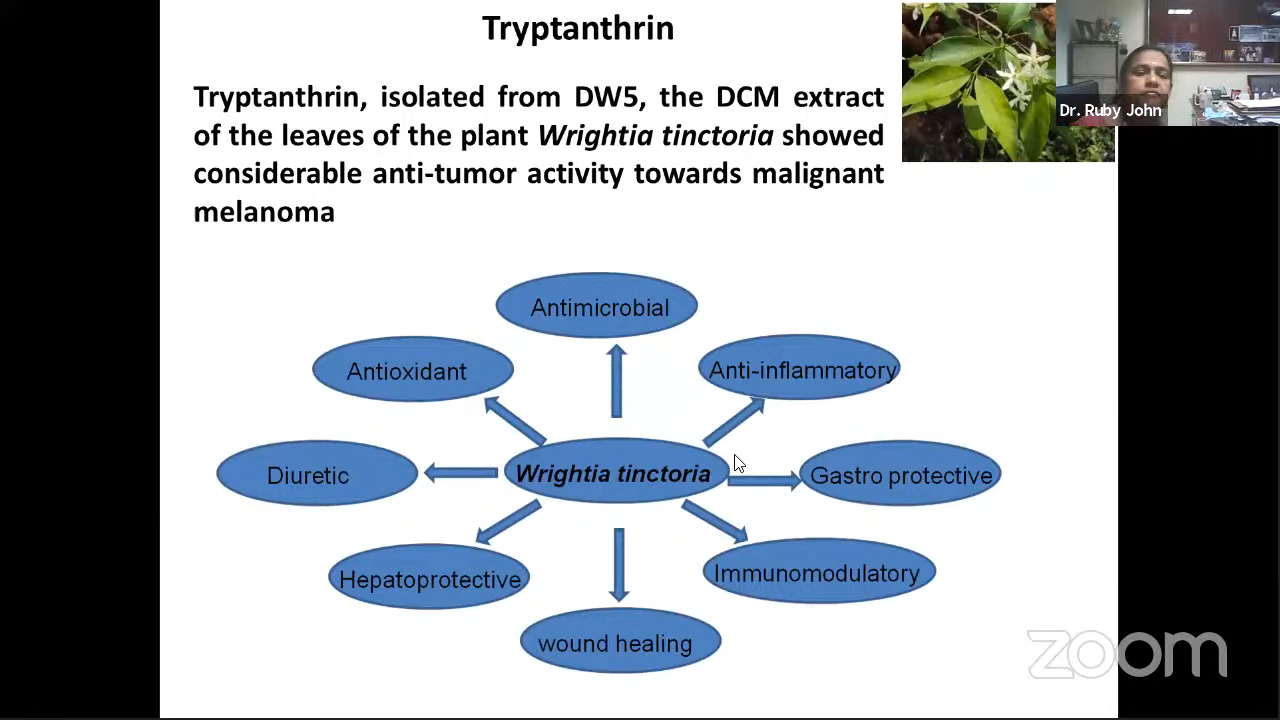 Tryptanthrin
Dr. Ruby John
Tryptanthrin, isolated from DW5, the DCM extract
of the leaves of the plant Wrightia tinctoria showed
considerable anti-tumor activity towards malignant
melanoma
Antimicrobial
Antioxidant
Anti-inflammatory
Diuretic
Wrightia tinctoria
Gastro protective
Hepatoprotective
Immunomodulatory
wound healing
zoom